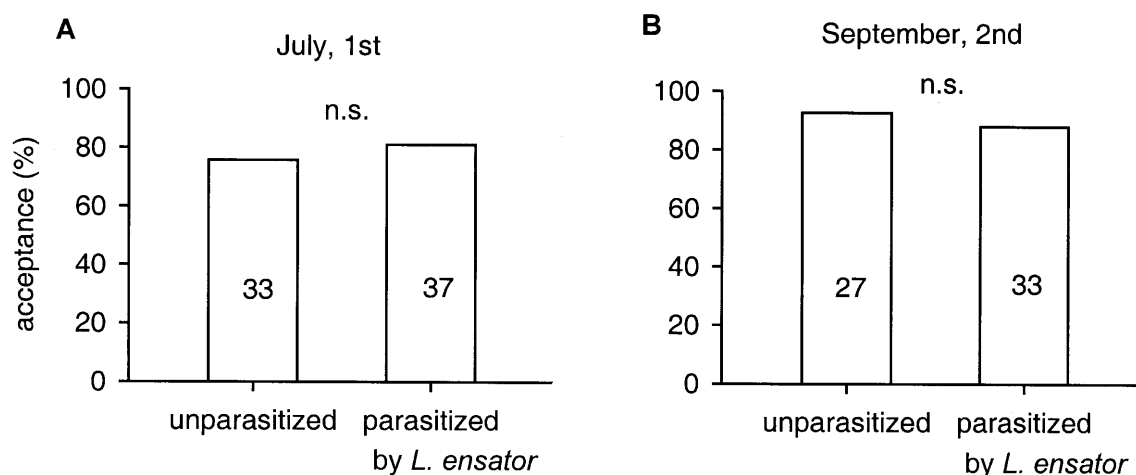 A
July, 1st
n.s.
acceptance (%)
100
80
60
40
20
0
33
37
unparasitized
parasitized
by L. ensator
B
September, 2nd
n.s.
100
80
60
40
20
0
27
33
unparasitized
parasitized
by L. ensator